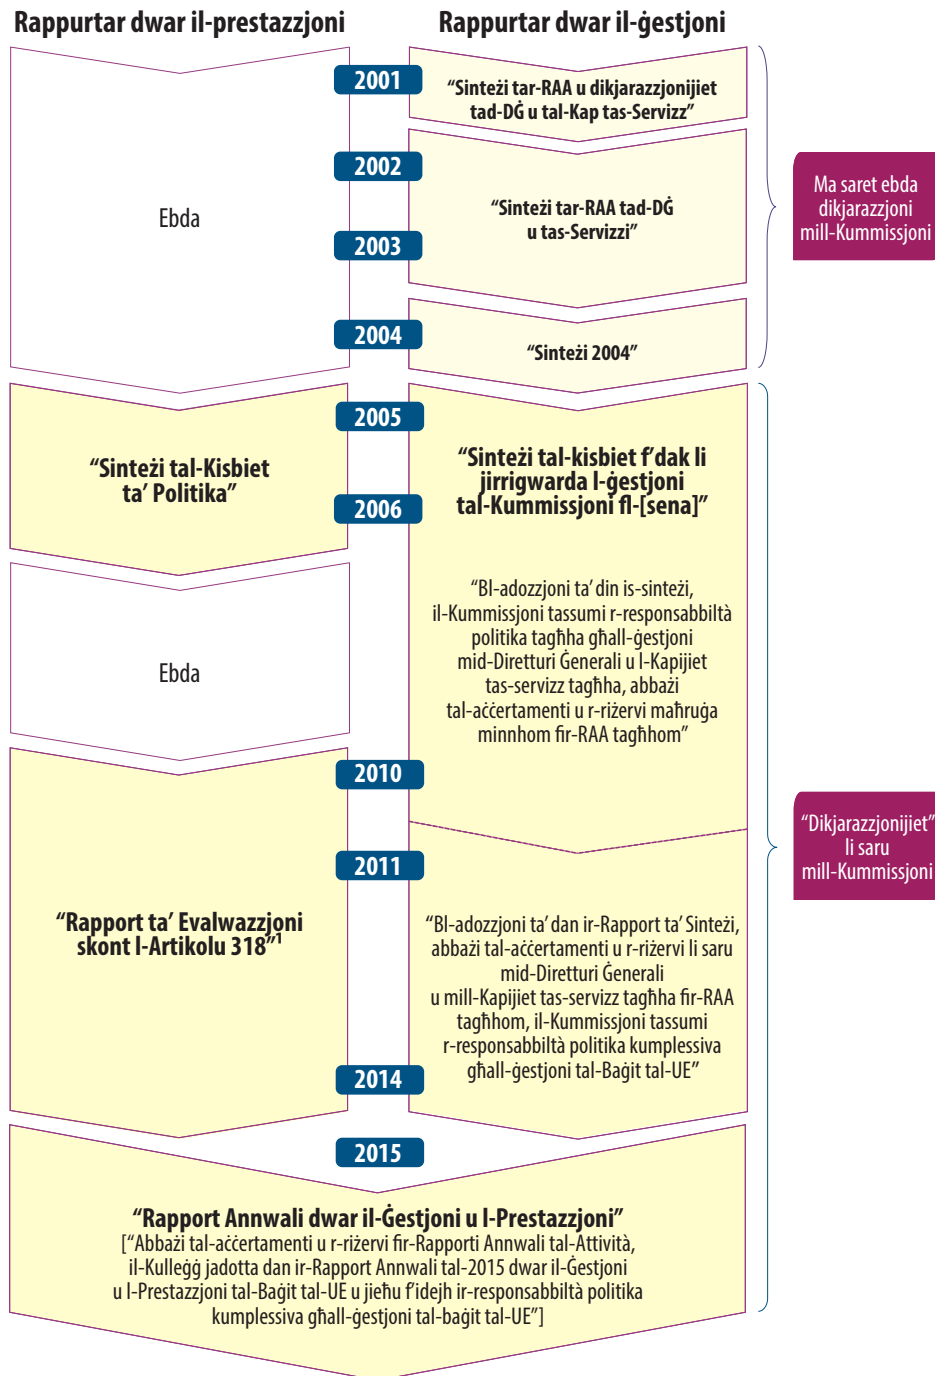 Rappurtar dwar il-prestazzjoni
Rappurtar dwar il-ġestjoni
2001
“Sinteżi tar-RAA u dikjarazzjonijiet
tad-DĠ u tal-Kap tas-Servizz”
2002
Ebda
“Sinteżi tar-RAA tad-DĠ
u tas-Servizzi”
2003
2004
“Sinteżi 2004”
Ma saret ebda
dikjarazzjoni
mill-Kummissjoni
2005
“Sinteżi tal-Kisbiet
ta’ Politika”
“Sinteżi tal-kisbiet f’dak li
jirrigwarda l-ġestjoni
tal-Kummissjoni fl-[sena]”
2006
“Bl-adozzjoni ta’ din is-sinteżi,
il-Kummissjoni tassumi r-responsabbiltà
politika tagħha għall-ġestjoni
mid-Diretturi Ġenerali u l-Kapijiet
tas-servizz tagħha, abbażi
tal-aċċertamenti u r-riżervi maħruġa
minnhom fir-RAA tagħhom”
Ebda
2010
2011
“Rapport ta’ Evalwazzjoni
skont l-Artikolu 318”¹
“Bl-adozzjoni ta’ dan ir-Rapport ta’ Sinteżi,
abbażi tal-aċċertamenti u r-riżervi li saru
mid-Diretturi Ġenerali
u mill-Kapijiet tas-servizz tagħha fir-RAA
tagħhom, il-Kummissjoni tassumi
r-responsabbiltà politika kumplessiva
għall-ġestjoni tal-Baġit tal-UE”
“Dikjarazzjonijiet”
li saru
mill-Kummissjoni
2014
2015
“Rapport Annwali dwar il-Ġestjoni u l-Prestazzjoni”
[“Abbażi tal-aċċertamenti u r-riżervi fir-Rapporti Annwali tal-Attività,
il-Kulleġġ jadotta dan ir-Rapport Annwali tal-2015 dwar il-Ġestjoni
u l-Prestazzjoni tal-Baġit tal-UE u jieħu f’idejh ir-responsabbiltà politika
kumplessiva għall-ġestjoni tal-baġit tal-UE”]